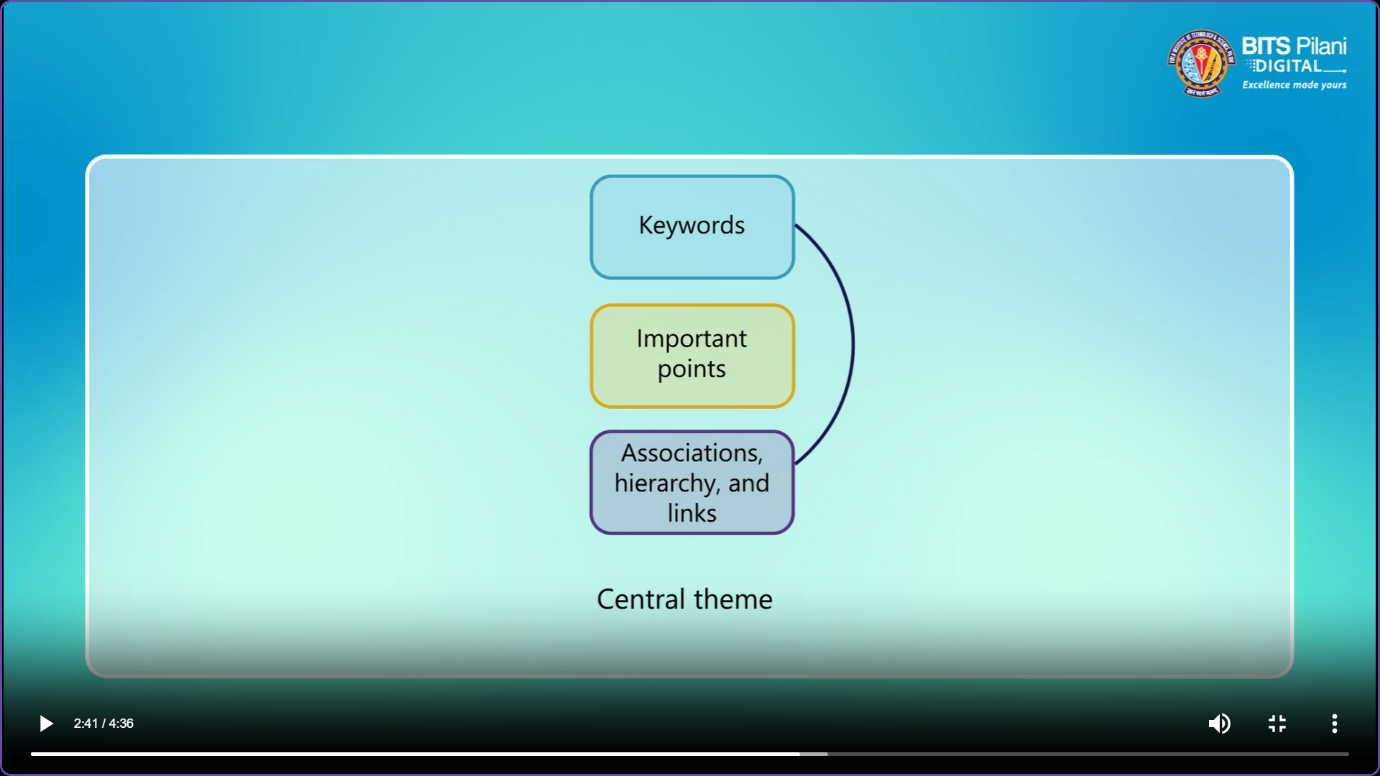 BITS Pilani
DIGITAL
Excellence made yours
Keywords
Important
points
Associations,
hierarchy, and
links
Central theme
2:41 / 4:36